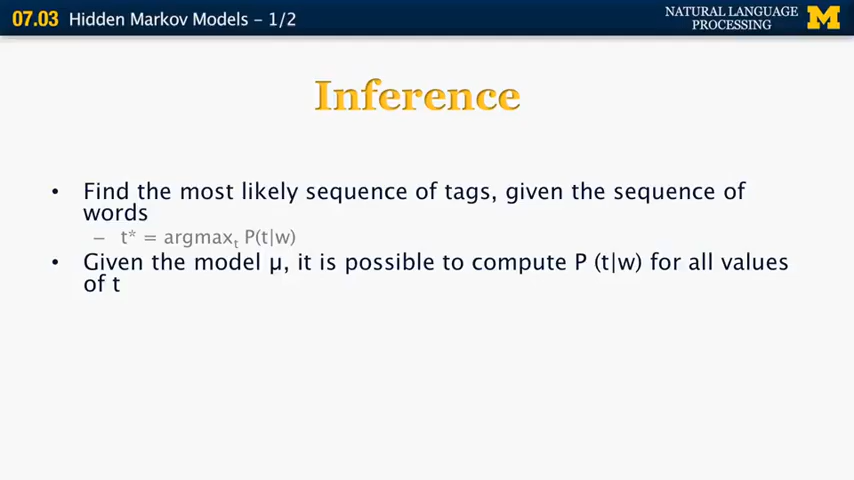 07.03 Hidden Markov Models – 1/2
NATURAL LANGUAGE
PROCESSING
M
Inference
• Find the most likely sequence of tags, given the sequence of
words
– t* = argmaxₜ P(t|w)
• Given the model µ, it is possible to compute P (t|w) for all values
of t